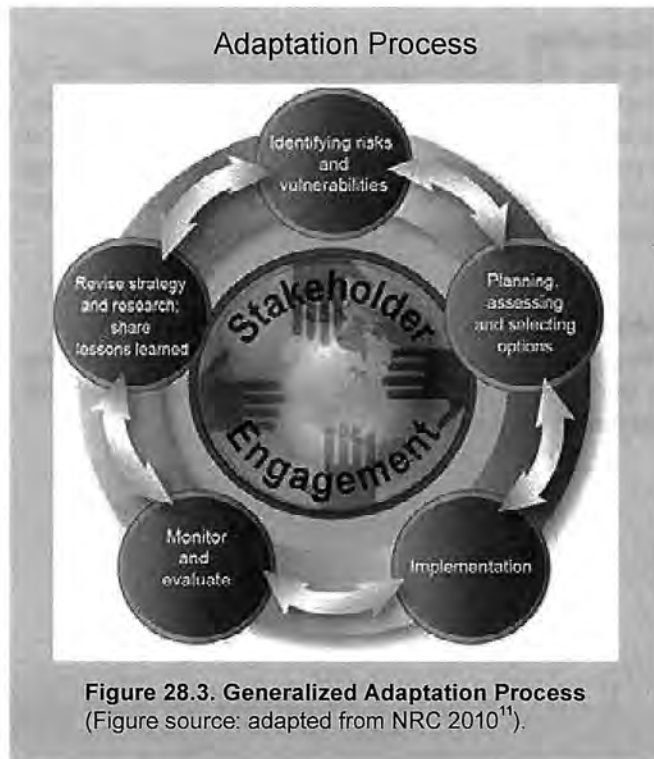 Adaptation Process
Identifying risks
and
vulnerabilities
Planning,
assessing
and selecting
options
Implementation
Monitor
and
evaluate
Revise strategy
and research;
share
lessons learned
Stakeholder
Engagement
Figure 28.3. Generalized Adaptation Process
(Figure source: adapted from NRC 2010¹¹).